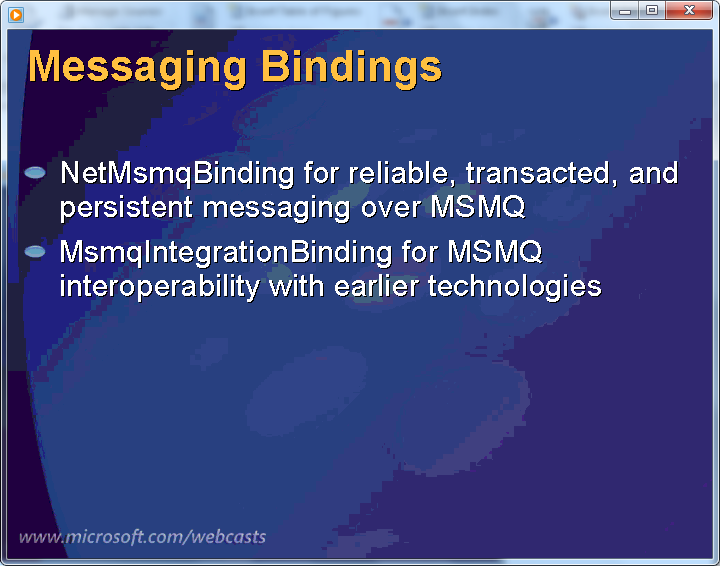 Messaging Bindings
NetMsmqBinding for reliable, transacted, and
persistent messaging over MSMQ
MsmqIntegrationBinding for MSMQ
interoperability with earlier technologies
www.microsoft.com/webcasts